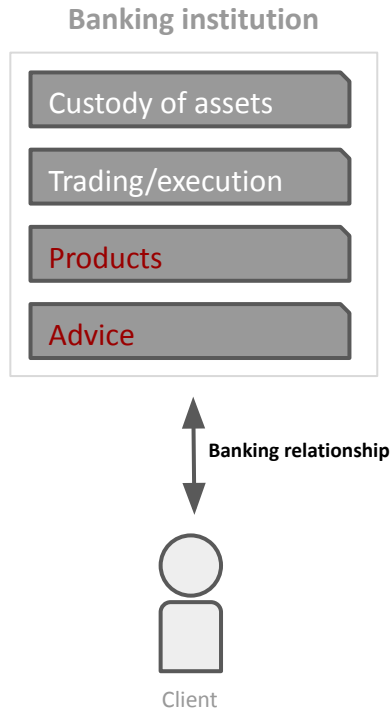 Banking institution
Custody of assets
Trading/execution
Products
Advice
Banking relationship
Client